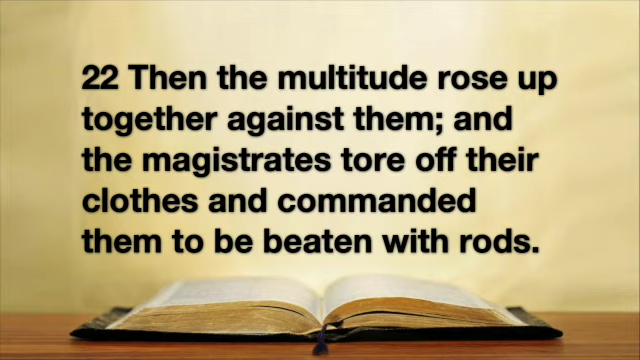 22 Then the multitude rose up
together against them; and
the magistrates tore off their
clothes and commanded
them to be beaten with rods.